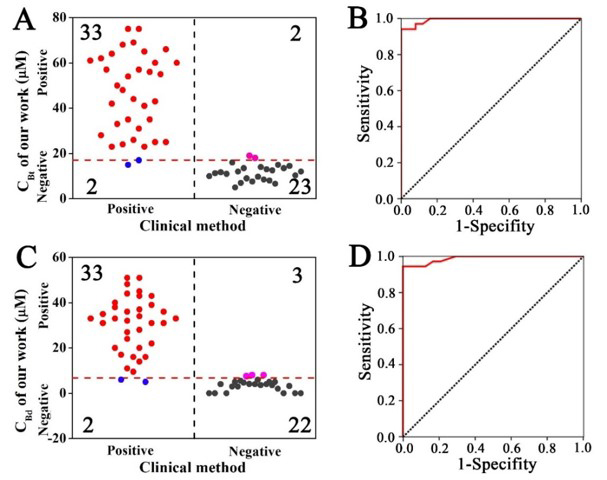 A
80
60
40
20
0
C_Bt of our work (μM)
Negative Positive
33
2
2
23
Positive Negative
Clinical method
B
1.0
0.8
0.6
0.4
0.2
0.0
Sensitivity
0.0 0.2 0.4 0.6 0.8 1.0
1-Specifity
C
60
40
20
0
-20
C_Bd of our work (μM)
Negative Positive
33
3
2
22
Positive Negative
Clinical method
D
1.0
0.8
0.6
0.4
0.2
0.0
Sensitivity
0.0 0.2 0.4 0.6 0.8 1.0
1-Specifity